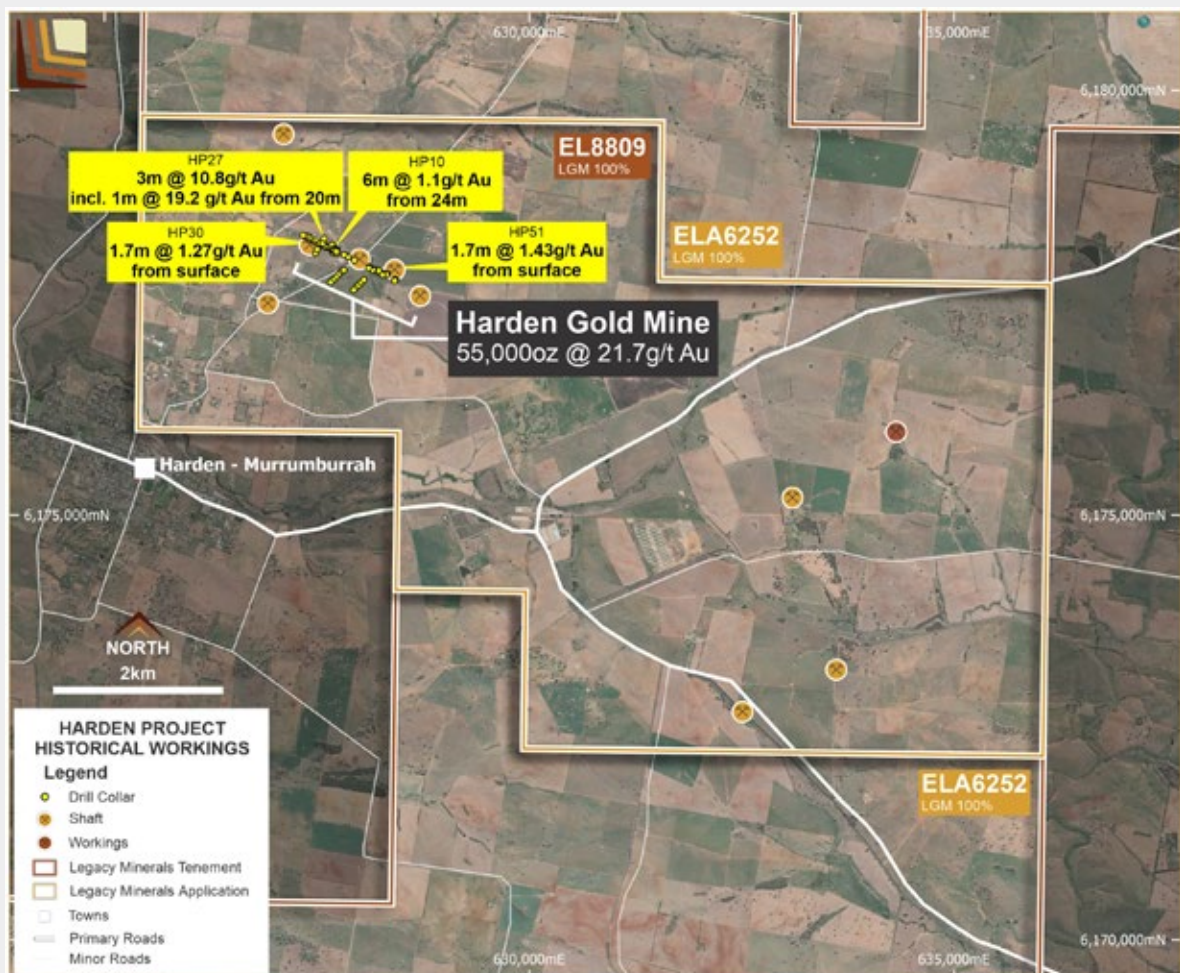 630,000mE
635,000mE
6,180,000mN
EL8809
LGM 100%
HP27
3m @ 10.8g/t Au
incl. 1m @ 19.2 g/t Au from 20m
HP10
6m @ 1.1g/t Au
from 24m
ELA6252
LGM 100%
HP30
1.7m @ 1.27g/t Au
from surface
HP51
1.7m @ 1.43g/t Au
from surface
Harden Gold Mine
55,000oz @ 21.7g/t Au
Harden - Murrumburrah
6,175,000mN
6,175,000mN
NORTH
2km
HARDEN PROJECT
HISTORICAL WORKINGS
Legend
Drill Collar
Shaft
Workings
Legacy Minerals Tenement
Legacy Minerals Application
Towns
Primary Roads
Minor Roads
ELA6252
LGM 100%
6,170,000mN
630,000mE
635,000mE